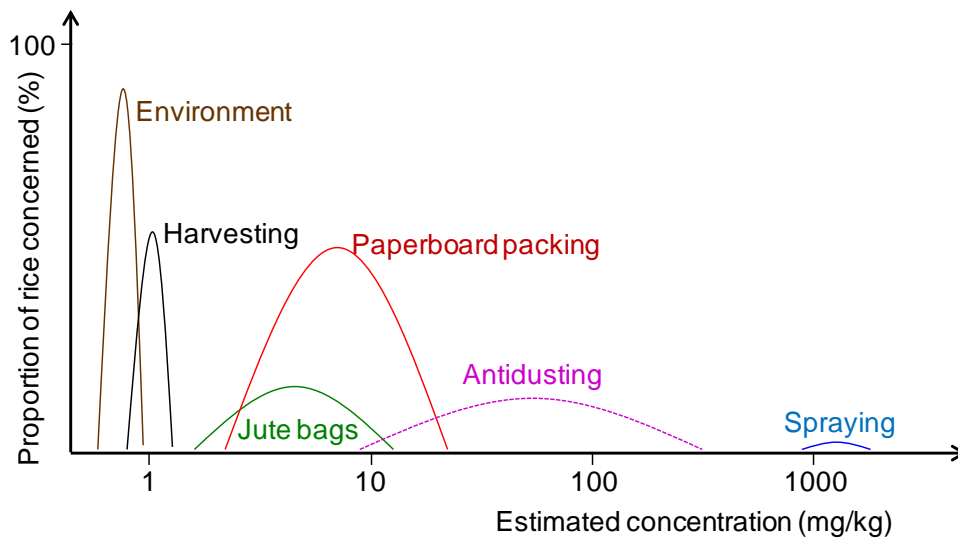 100
Proportion of rice concerned (%)
Environment
Harvesting
Paperboard packing
Antidusting
Jute bags
Spraying
1
10
100
1000
Estimated concentration (mg/kg)